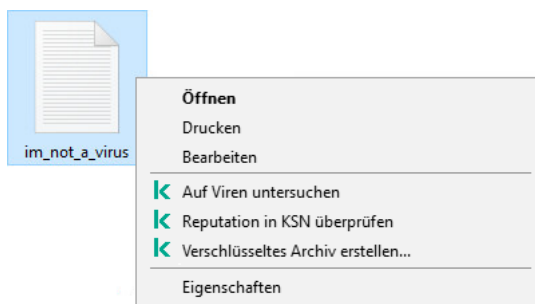 im_not_a_virus
Öffnen
Drucken
Bearbeiten
Auf Viren untersuchen
Reputation in KSN überprüfen
Verschlüsseltes Archiv erstellen...
Eigenschaften